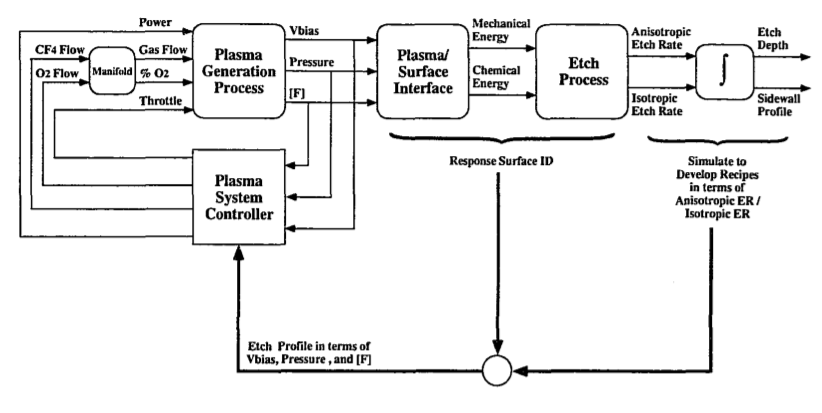 Power
CF4 Flow
O2 Flow
Manifold
Gas Flow
% O2
Throttle
Plasma
Generation
Process
Vbias
Pressure
[F]
Plasma/
Surface
Interface
Mechanical
Energy
Chemical
Energy
Etch
Process
Anisotropic
Etch Rate
Isotropic
Etch Rate
∫
Etch
Depth
Sidewall
Profile
Plasma
System
Controller
Response Surface ID
Simulate to
Develop Recipes
in terms of
Anisotropic ER /
Isotropic ER
Etch Profile in terms of
Vbias, Pressure , and [F]